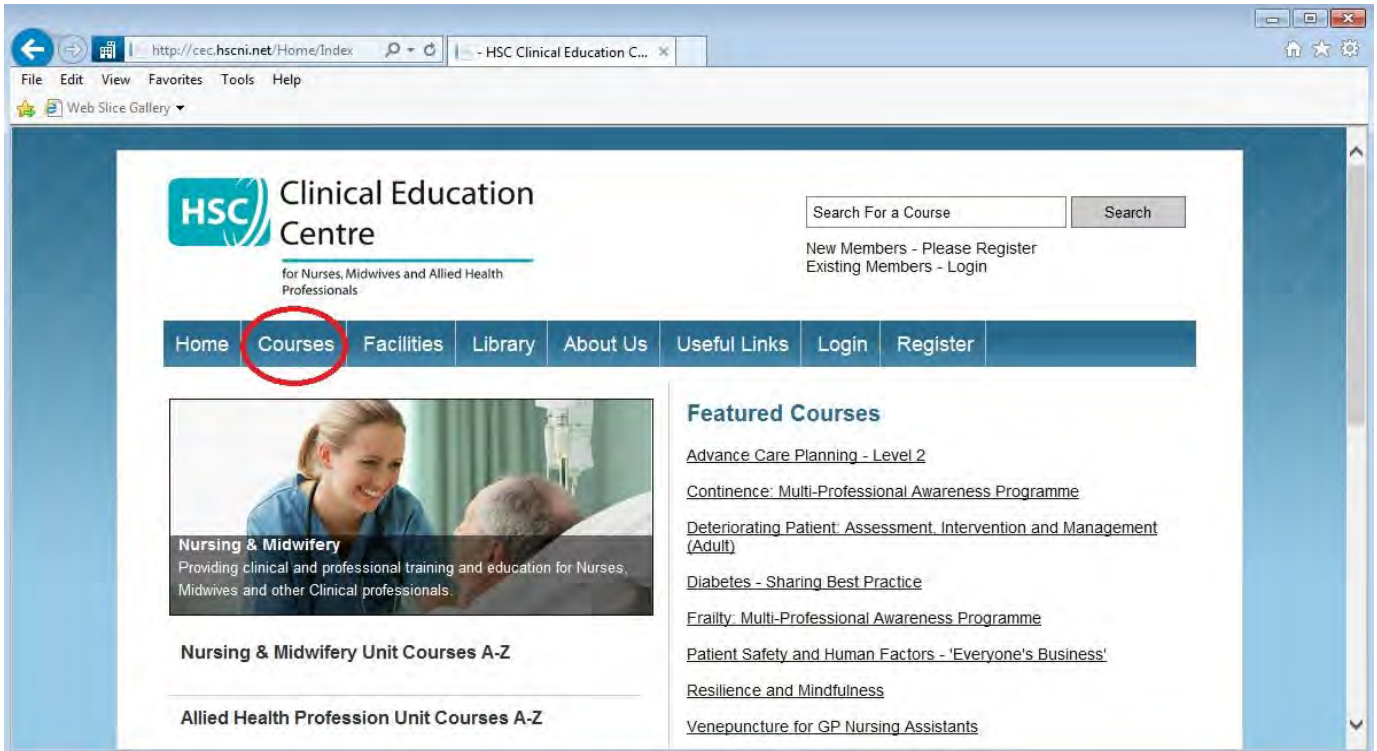 http://cec.hscni.net/Home/Index
- HSC Clinical Education C...
File Edit View Favorites Tools Help
Web Slice Gallery
HSC
Clinical Education
Centre
for Nurses, Midwives and Allied Health
Professionals
Search For a Course
Search
New Members - Please Register
Existing Members - Login
Home Courses Facilities Library About Us Useful Links Login Register
Nursing & Midwifery
Providing clinical and professional training and education for Nurses,
Midwives and other Clinical professionals.
Nursing & Midwifery Unit Courses A-Z
Allied Health Profession Unit Courses A-Z
Featured Courses
Advance Care Planning - Level 2
Continence: Multi-Professional Awareness Programme
Deteriorating Patient: Assessment, Intervention and Management
(Adult)
Diabetes - Sharing Best Practice
Frailty: Multi-Professional Awareness Programme
Patient Safety and Human Factors - 'Everyone's Business'
Resilience and Mindfulness
Venepuncture for GP Nursing Assistants